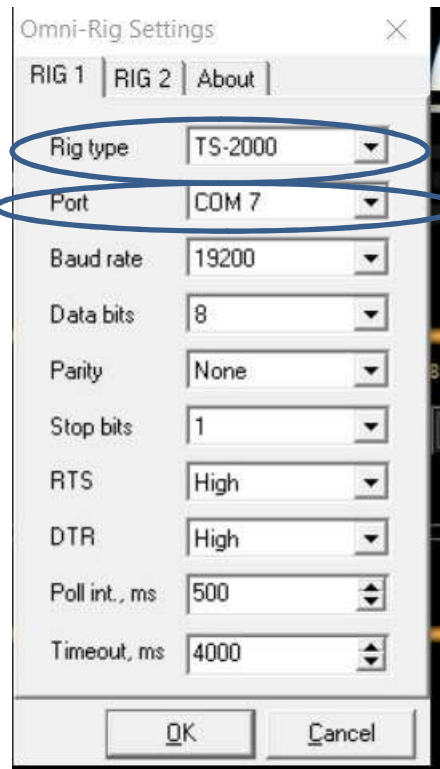 Omni-Rig Settings
RIG 1 RIG 2 About
Rig type TS-2000
Port COM 7
Baud rate 19200
Data bits 8
Parity None
Stop bits 1
RTS High
DTR High
Poll int., ms 500
Timeout, ms 4000
OK Cancel